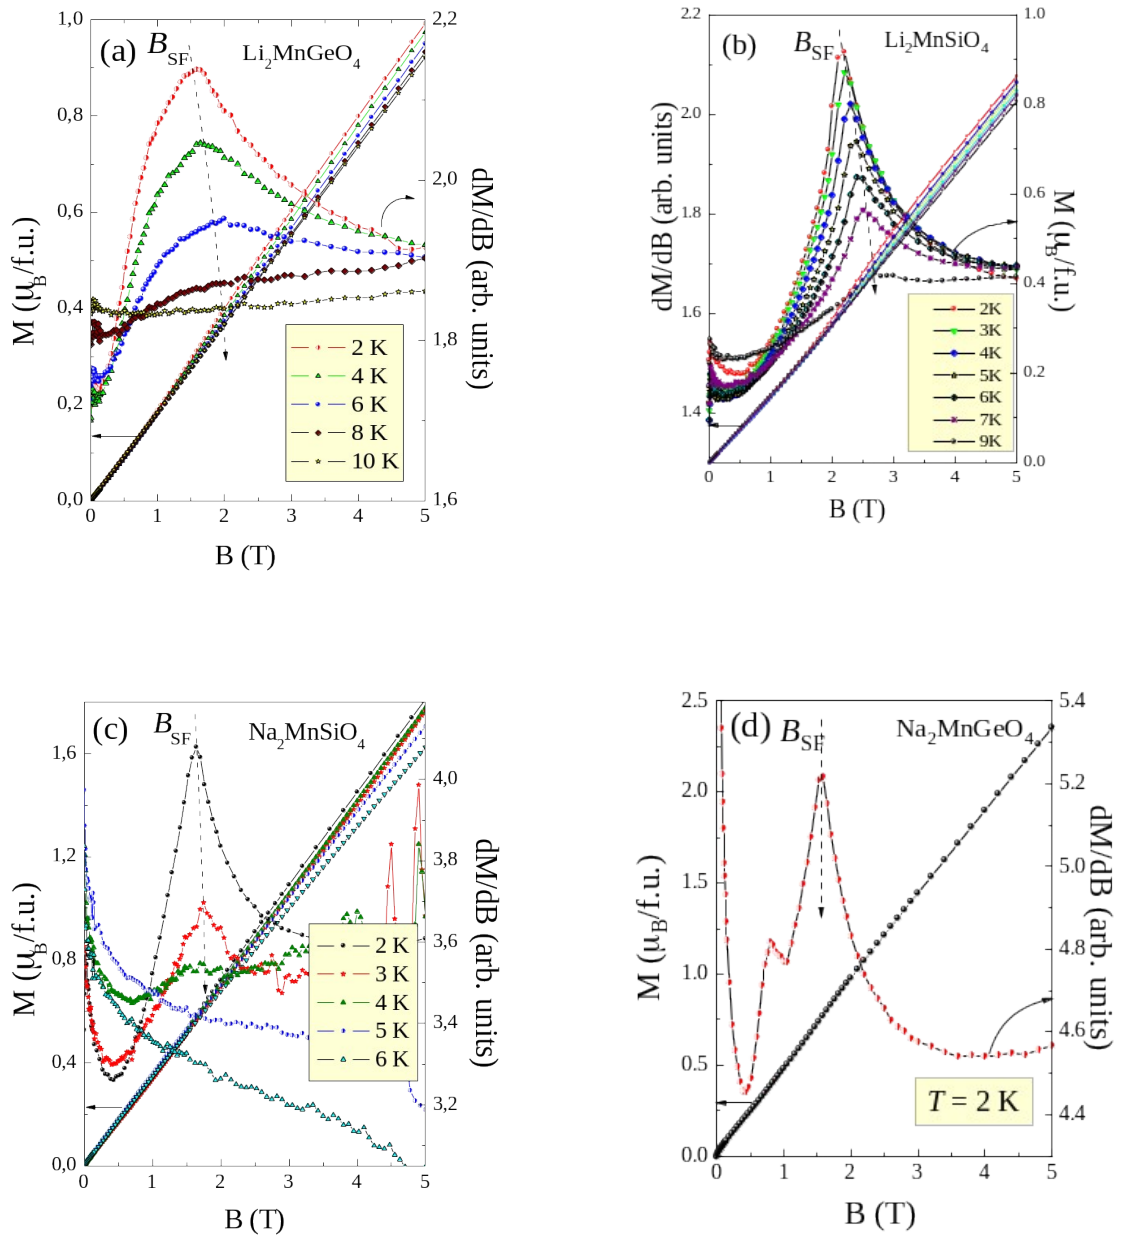 (a) B_SF Li2MnGeO4
1,0
0,8
0,6
0,4
0,2
0,0
M (μB/f.u.)
2,2
2,0
1,8
1,6
dM/dB (arb. units)
2 K
4 K
6 K
8 K
10 K
0 1 2 3 4 5
B (T)
(b) B_SF Li2MnSiO4
2.2
2.0
1.8
1.6
1.4
dM/dB (arb. units)
1.0
0.8
0.6
0.4
0.2
0.0
M (μB/f.u.)
2K
3K
4K
5K
6K
7K
9K
0 1 2 3 4 5
B (T)
(c) B_SF Na2MnSiO4
1,6
1,2
0,8
0,4
0,0
M (μB/f.u.)
4,0
3,8
3,6
3,4
3,2
dM/dB (arb. units)
2 K
3 K
4 K
5 K
6 K
0 1 2 3 4 5
B (T)
(d) B_SF Na2MnGeO4
2.5
2.0
1.5
1.0
0.5
0.0
M (μB/f.u.)
5.4
5.2
5.0
4.8
4.6
4.4
dM/dB (arb. units)
T = 2 K
0 1 2 3 4 5
B (T)